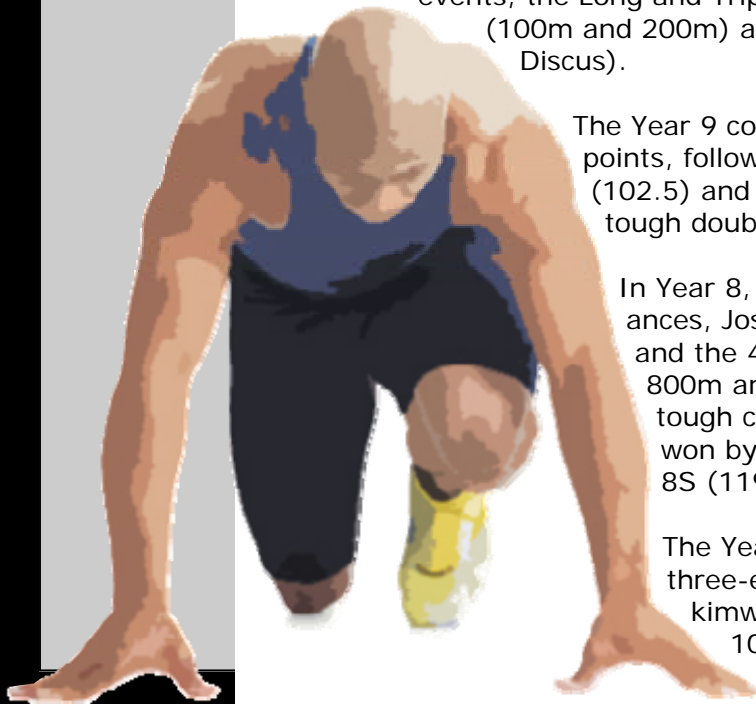 events, the Long and Trip
(100m and 200m) a
Discus).
The Year 9 co
points, follow
(102.5) and
tough doub
In Year 8,
ances, Jos
and the 4
800m ar
tough c
won by
8S (119
The Yea
three-e
kimw
10